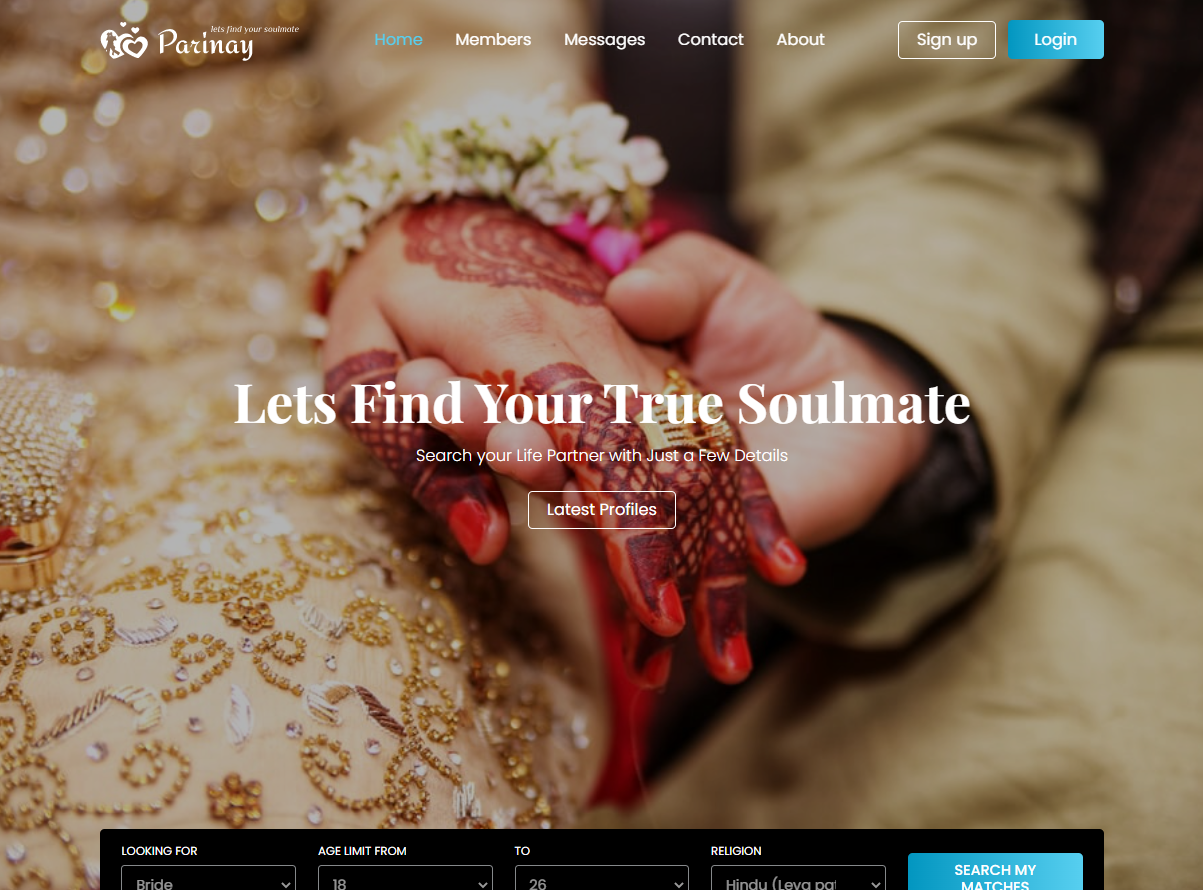 lets find your soulmate
Parinay
Home Members Messages Contact About Sign up Login
Lets Find Your True Soulmate
Search your Life Partner with Just a Few Details
Latest Profiles
LOOKING FOR AGE LIMIT FROM TO RELIGION
SEARCH MY
Bride 18 26 Hindu (Leva pat
MATCHES